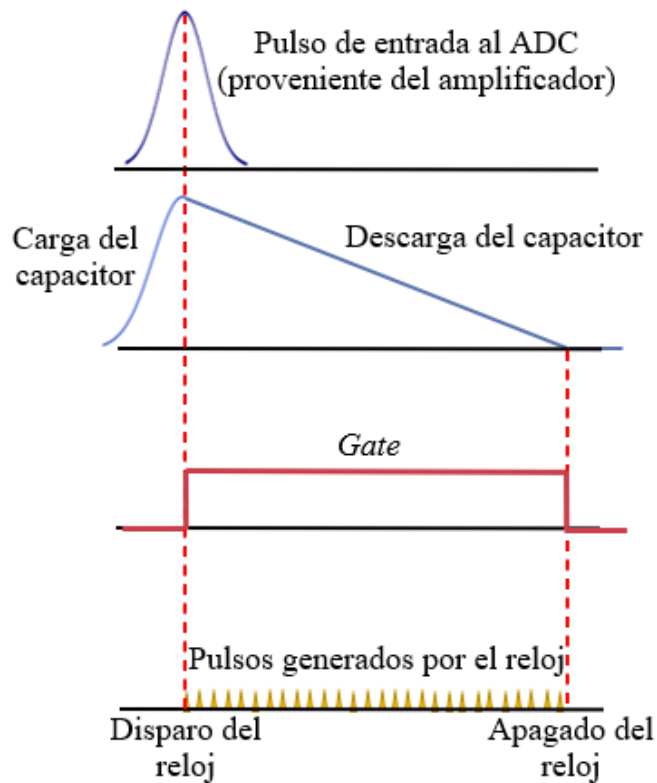 Pulso de entrada al ADC
(proveniente del amplificador)
Carga del
capacitor
Descarga del capacitor
Gate
Pulsos generados por el reloj
Disparo del
reloj
Apagado del
reloj